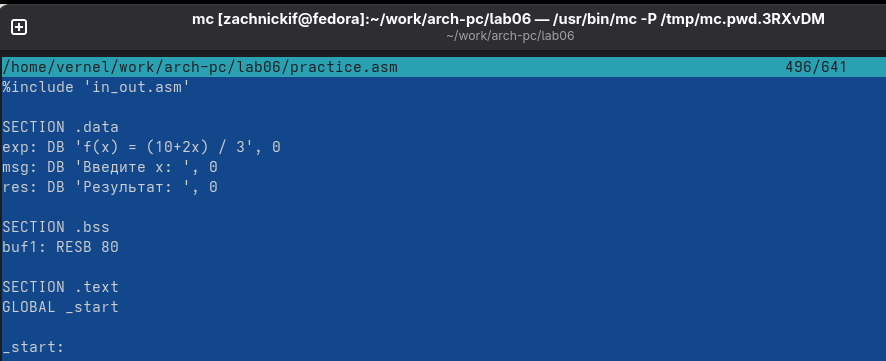 mc [zachnickif@fedora]:~/work/arch-pc/lab06 — /usr/bin/mc -P /tmp/mc.pwd.3RXvDM
~/work/arch-pc/lab06
/home/vernel/work/arch-pc/lab06/practice.asm 496/641
%include 'in_out.asm'
SECTION .data
exp: DB 'f(x) = (10+2x) / 3', 0
msg: DB 'Введите x: ', 0
res: DB 'Результат: ', 0
SECTION .bss
buf1: RESB 80
SECTION .text
GLOBAL _start
_start: